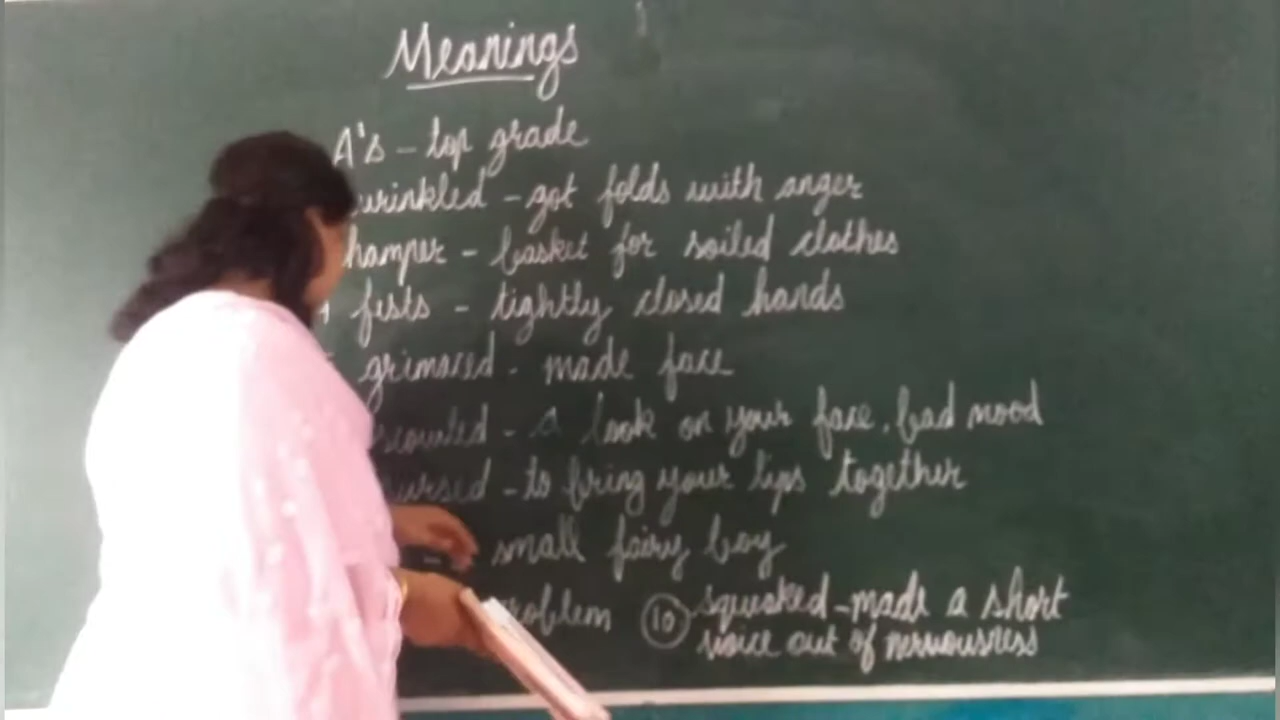 Meanings
A's - top grade
wrinkled - got folds with anger
hamper - basket for soiled clothes
fists - tightly closed hands
grimaced - made face
scowled - a look on your face, bad mood
ursed - to bring your lips together
small fairy boy
roblem
10 squeaked - made a short
voice out of nervousness